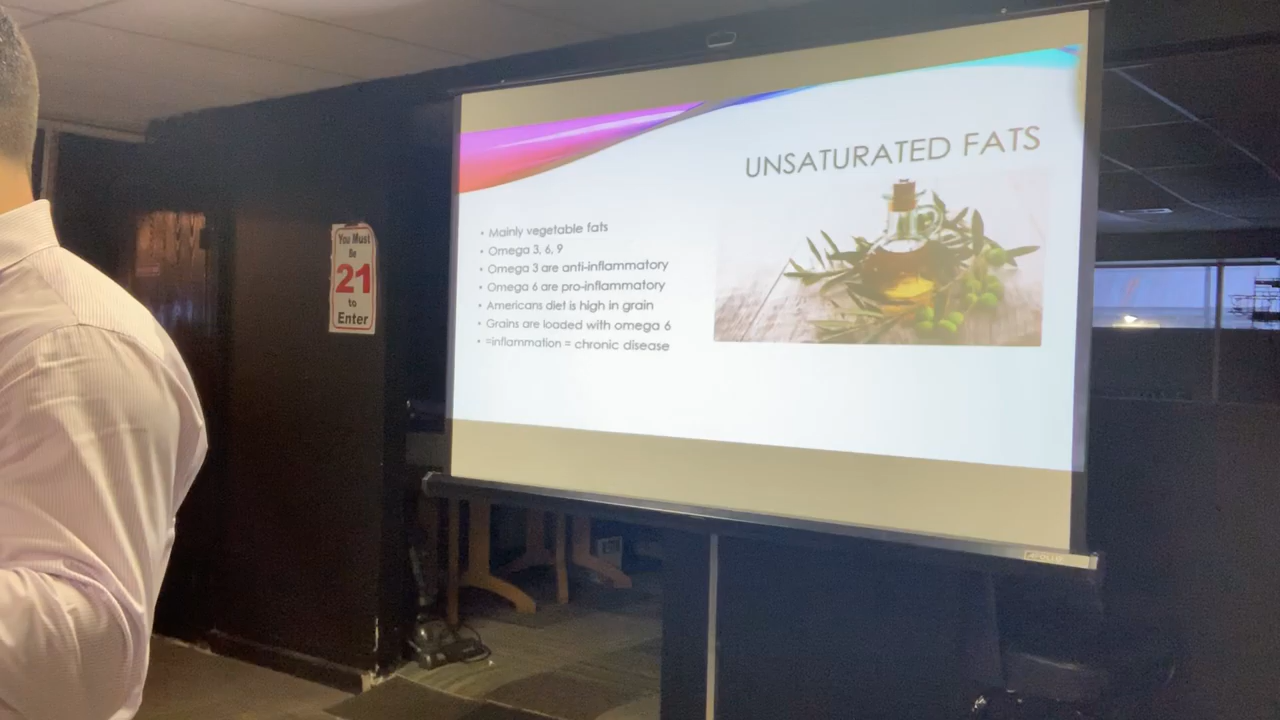 UNSATURATED FATS
• Mainly vegetable fats
• Omega 3, 6, 9
• Omega 3 are anti-inflammatory
• Omega 6 are pro-inflammatory
• Americans diet is high in grain
• Grains are loaded with omega 6
• =inflammation = chronic disease
You Must
Be
21
to
Enter
APOLLO